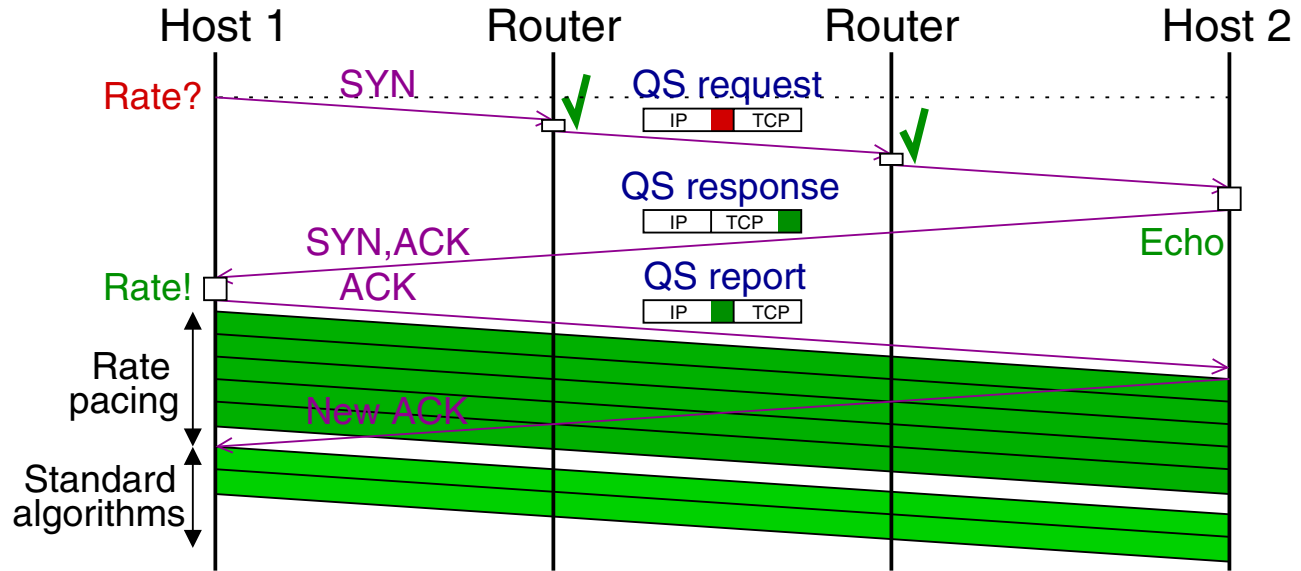 Host 1
Router
Router
Host 2
Rate?
SYN
QS request
IP
TCP
QS response
IP
TCP
SYN,ACK
Echo
Rate!
ACK
QS report
IP
TCP
Rate
pacing
New ACK
Standard
algorithms